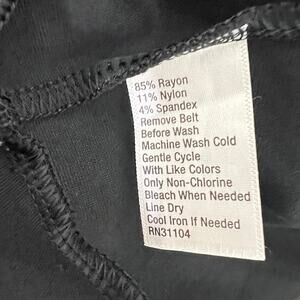 85% Rayon
11% Nylon
4% Spandex
Remove Belt
Before Wash
Machine Wash Cold
Gentle Cycle
With Like Colors
Only Non-Chlorine
Bleach When Needed
Line Dry
Cool Iron If Needed
RN31104